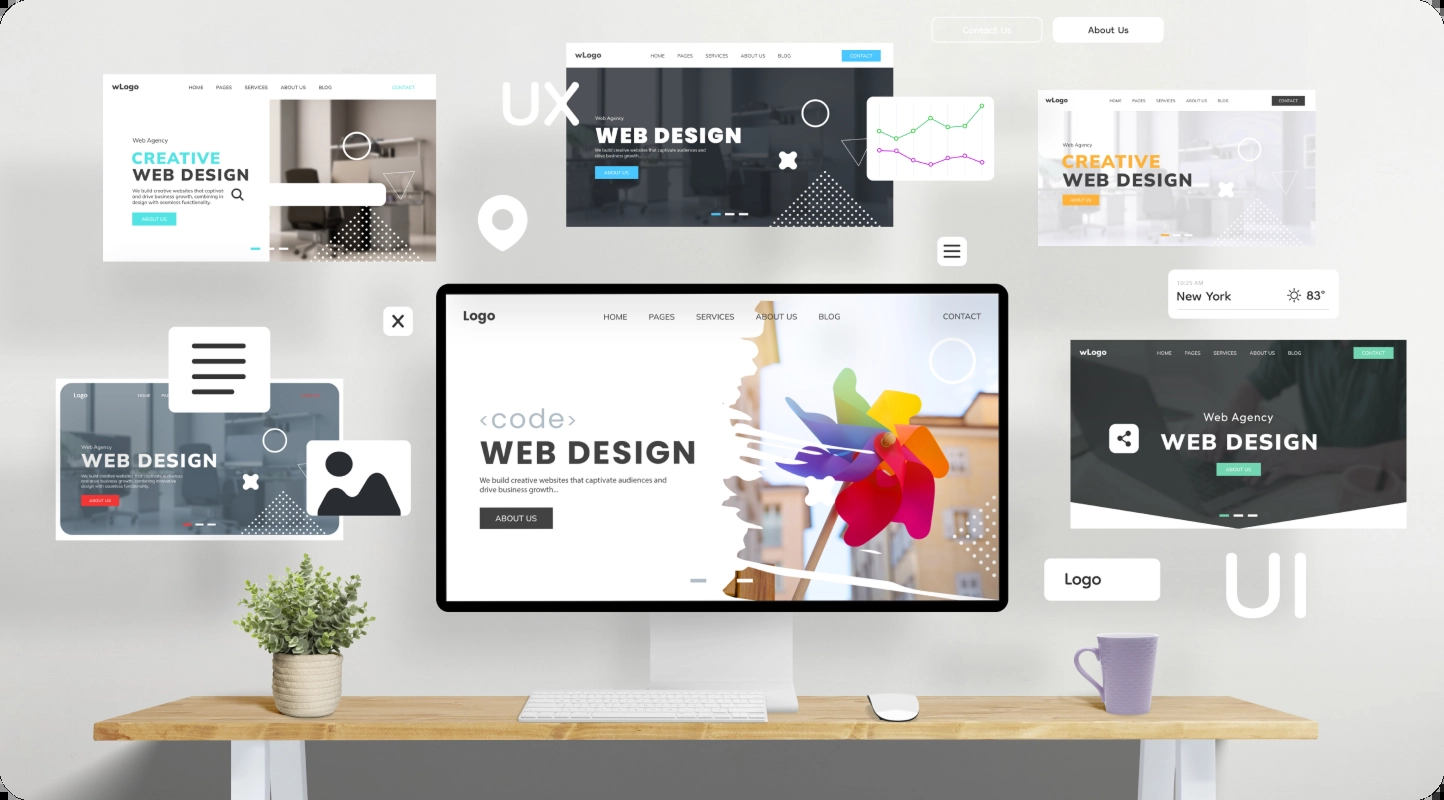 Contact Us
About Us
wLogo HOME PAGES SERVICES ABOUT US BLOG CONTACT
Web Agency
CREATIVE
WEB DESIGN
We build creative websites that captivat
and drive business growth, combining in
design with seamless functionality.
ABOUT US
UX
wLogo HOME PAGES SERVICES ABOUT US BLOG CONTACT
Web Agency
WEB DESIGN
We build creative websites that captivate audiences and
drive business growth...
ABOUT US
wLogo HOME PAGES SERVICES ABOUT US BLOG CONTACT
Web Agency
CREATIVE
WEB DESIGN
ABOUT US
10:25 AM
New York 83°
X
Logo HOME PAGES SERVICES ABOUT US BLOG CONTACT
<code>
WEB DESIGN
We build creative websites that captivate audiences and
drive business growth...
ABOUT US
Logo HOME
Web Agency
WEB DESIGN
We build creative websites that captivate audiences
and drive business growth, combining innovative
design with seamless functionality.
ABOUT US
wLogo HOME PAGES SERVICES ABOUT US BLOG CONTACT
Web Agency
WEB DESIGN
ABOUT US
Logo
UI